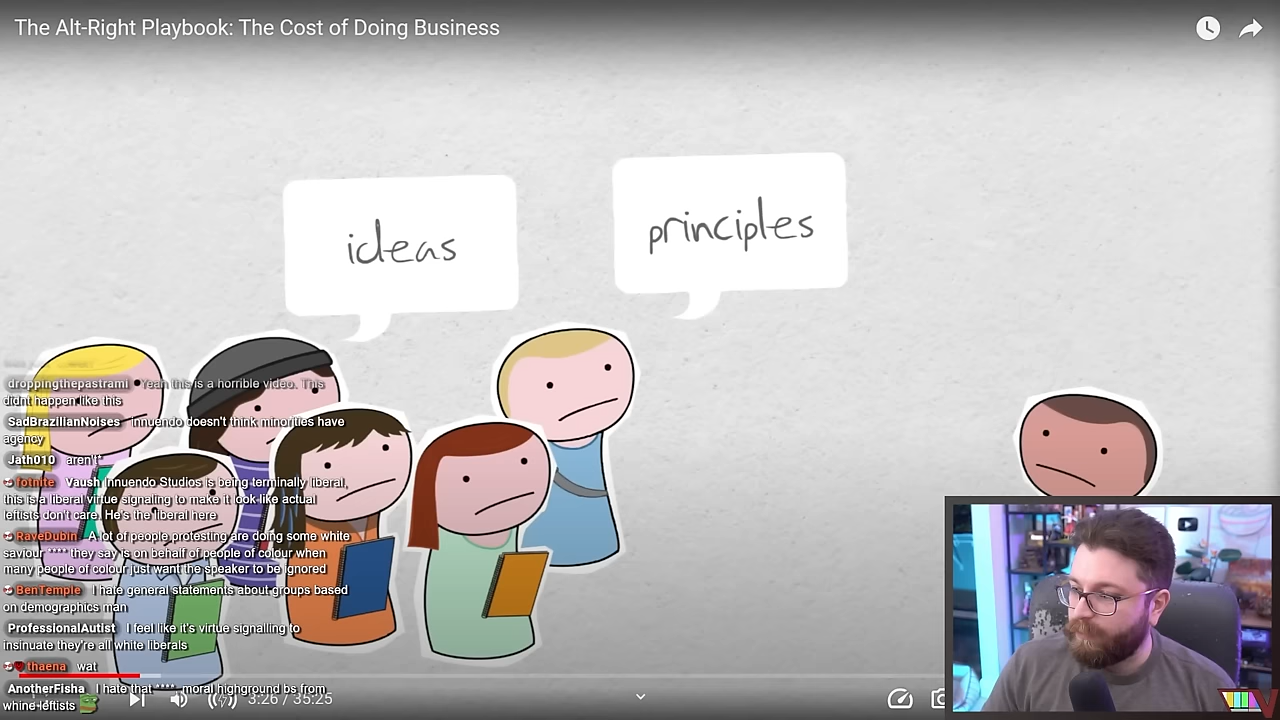 The Alt-Right Playbook: The Cost of Doing Business
ideas
principles
droppingthepastrami Yeah this is a horrible video. This
didnt happen like this
SadBrazilianNoises innuendo doesn't think minorities have
agency
Jath010 aren't*
fotnite Vaush Innuendo Studios is being terminally liberal,
this is a liberal virtue signaling to make it look like actual
leftists don't care. He's the liberal here
RaveDubin A lot of people protesting are doing some white
saviour **** they say is on behalf of people of colour when
many people of colour just want the speaker to be ignored
BenTemple I hate general statements about groups based
on demographics man
ProfessionalAutist I feel like it's virtue signalling to
insinuate they're all white liberals
thaena wat
AnotherFisha I hate that **** moral highground bs from
whine leftists
3:26 / 35:25